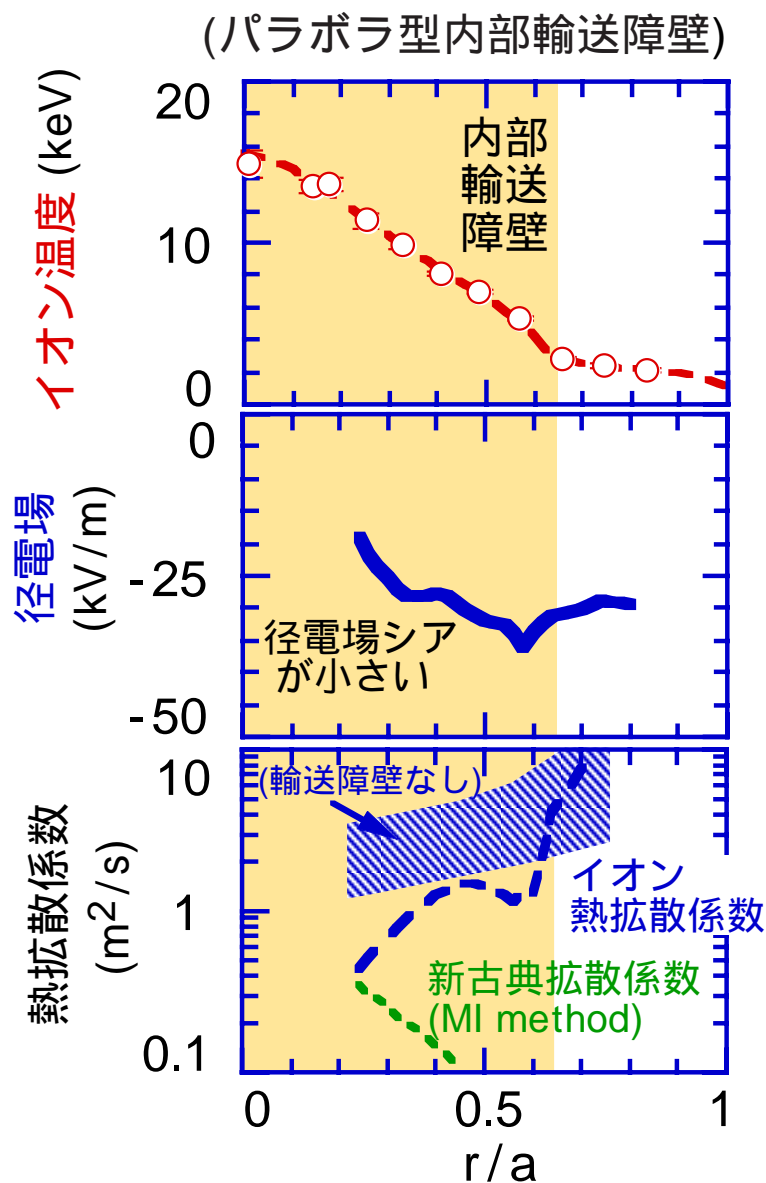 (パラボラ型内部輸送障壁)
イオン温度 (keV)
20
10
0
内部
輸送
障壁
径電場
(kV/m)
0
-25
-50
径電場シア
が小さい
熱拡散係数
(m²/s)
10
1
0.1
(輸送障壁なし)
イオン
熱拡散係数
新古典拡散係数
(MI method)
0 0.5 1
r/a